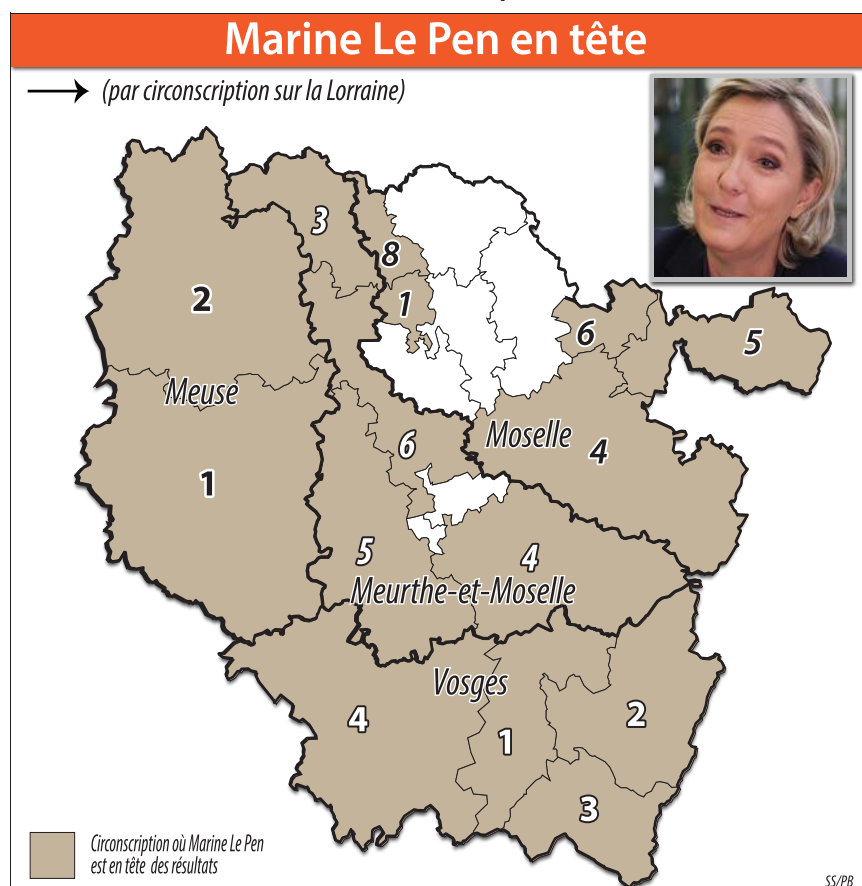 Marine Le Pen en tête
(par circonscription sur la Lorraine)
3
8
2
1
6
5
Meuse
6
Moselle
4
1
5
4
Meurthe-et-Moselle
Vosges
4
1
2
3
Circonscription où Marine Le Pen
est en tête des résultats
SS/PB